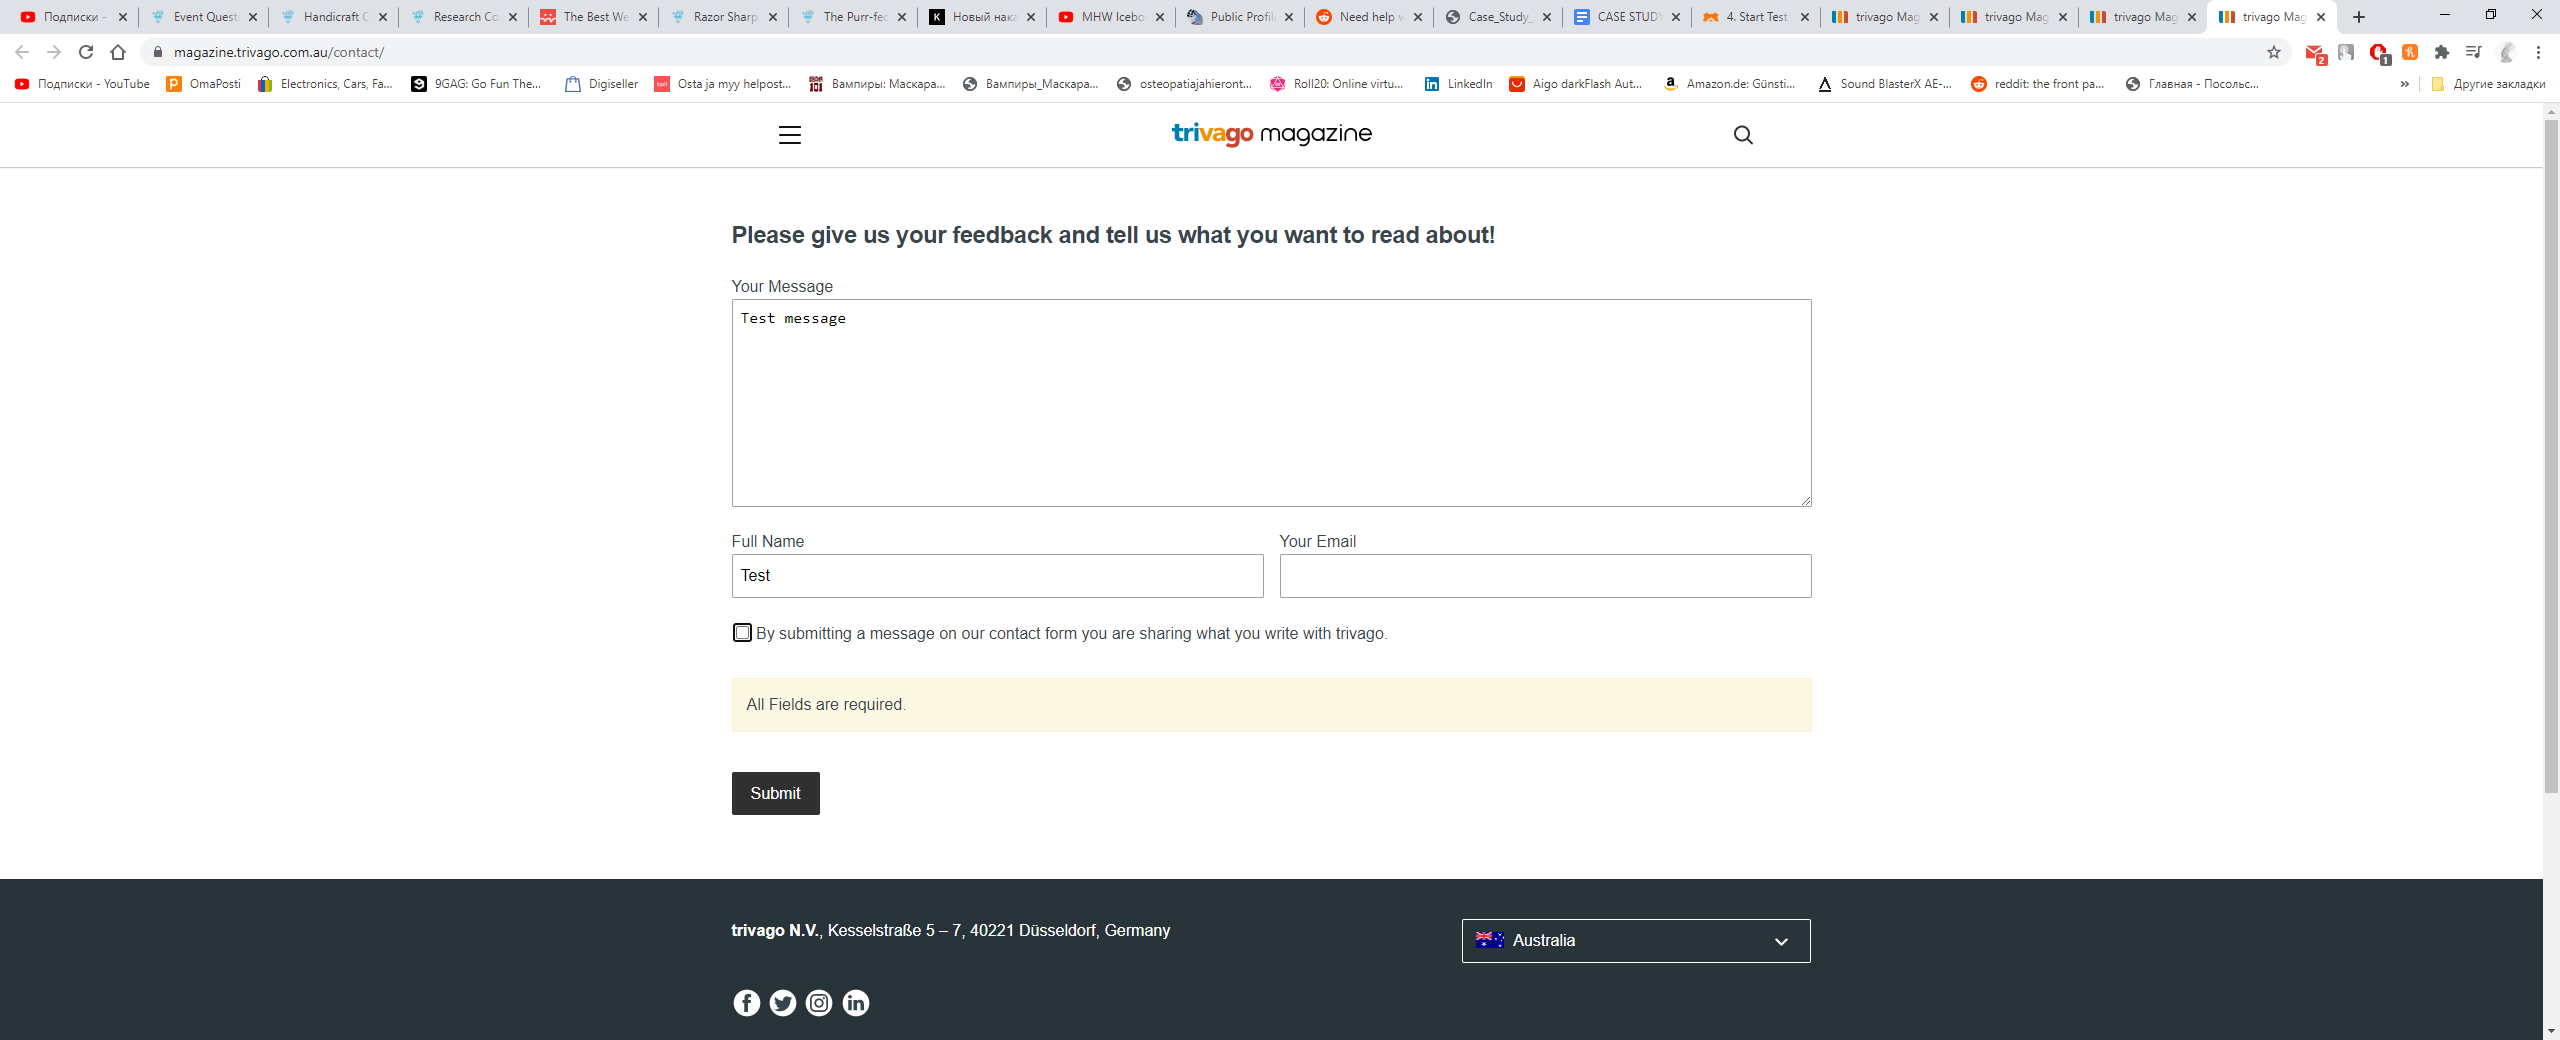 Подписки -
Event Quest
Handicraft C
Research Co
The Best We
Razor Sharp
The Purr-fec
Новый нака
MHW Icebo
Public Profil
Need help w
Case_Study_
CASE STUDY
4. Start Test
trivago Mag
trivago Mag
trivago Mag
trivago Mag
magazine.trivago.com.au/contact/
2
1
Подписки - YouTube
OmaPosti
Electronics, Cars, Fa...
9GAG: Go Fun The...
Digiseller
Osta ja myy helpost...
Вампиры: Маскара...
Вампиры_Маскара...
osteopatiajahieront...
Roll20: Online virtu...
LinkedIn
Aigo darkFlash Aut...
Amazon.de: Günsti...
Sound BlasterX AE-...
reddit: the front pa...
Главная - Посольс...
»
Другие закладки
trivago magazine
Please give us your feedback and tell us what you want to read about!
Your Message
Test message
Full Name
Your Email
Test
By submitting a message on our contact form you are sharing what you write with trivago.
All Fields are required.
Submit
trivago N.V., Kesselstraße 5 – 7, 40221 Düsseldorf, Germany
Australia